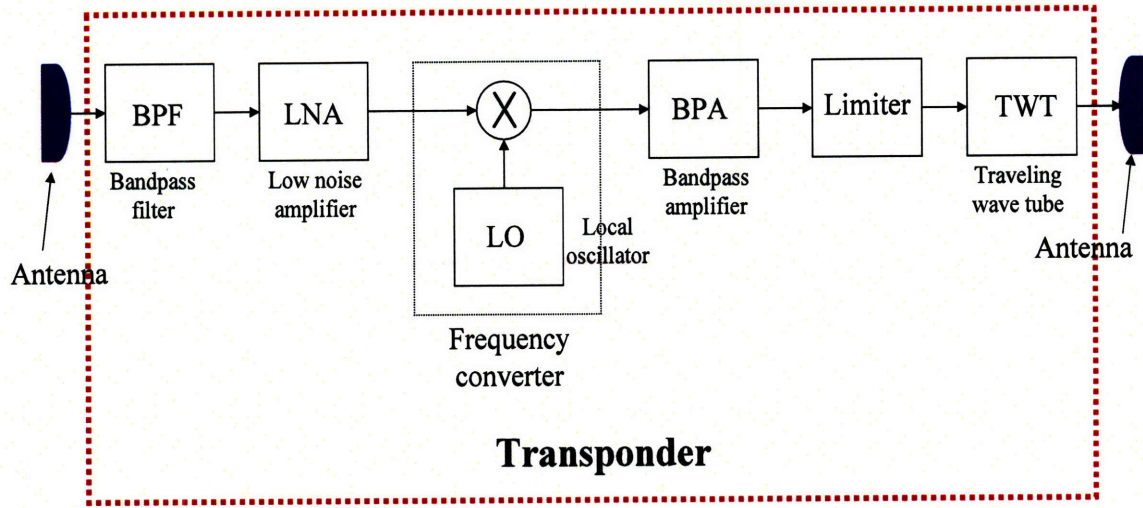 BPF
LNA
X
BPA
Limiter
TWT
Bandpass
filter
Low noise
amplifier
Bandpass
amplifier
Traveling
wave tube
LO
Local
oscillator
Antenna
Antenna
Frequency
converter
Transponder